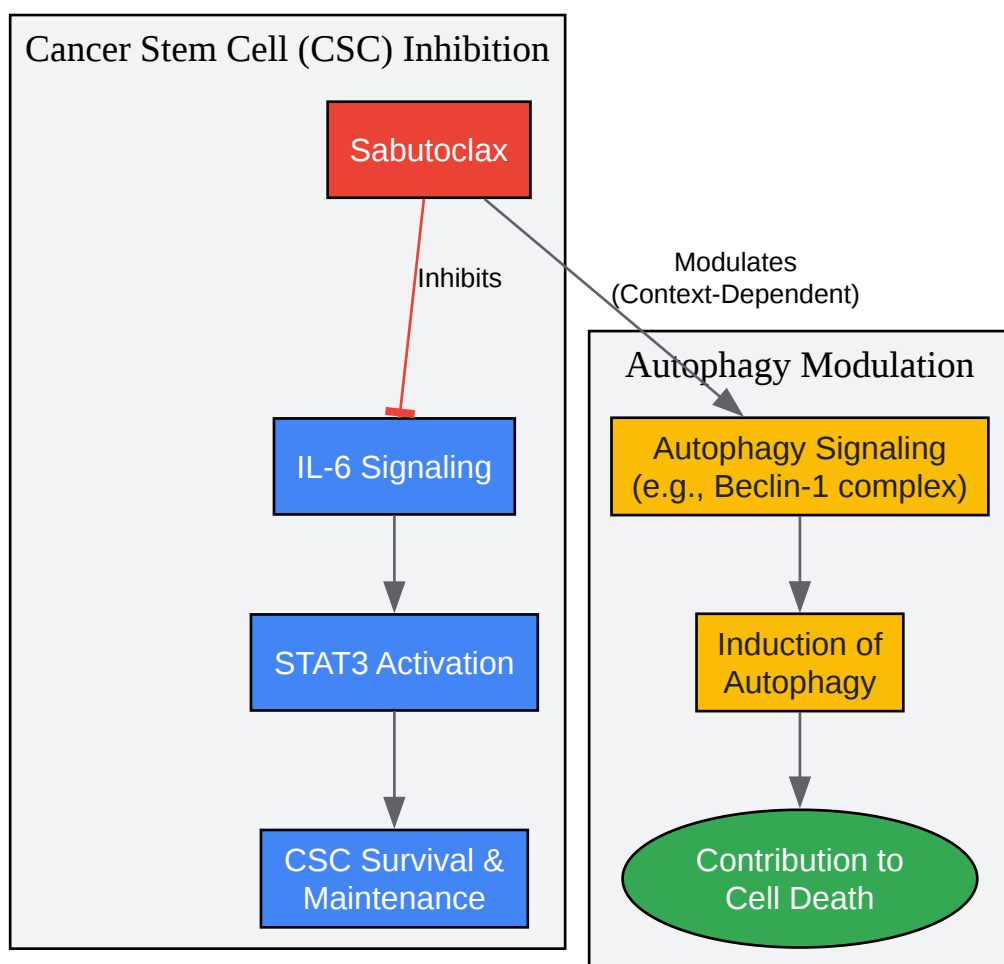 Cancer Stem Cell (CSC) Inhibition
Sabutoclax
Inhibits
Modulates
(Context-Dependent)
Autophagy Modulation
IL-6 Signaling
Autophagy Signaling
(e.g., Beclin-1 complex)
STAT3 Activation
Induction of
Autophagy
CSC Survival &
Maintenance
Contribution to
Cell Death